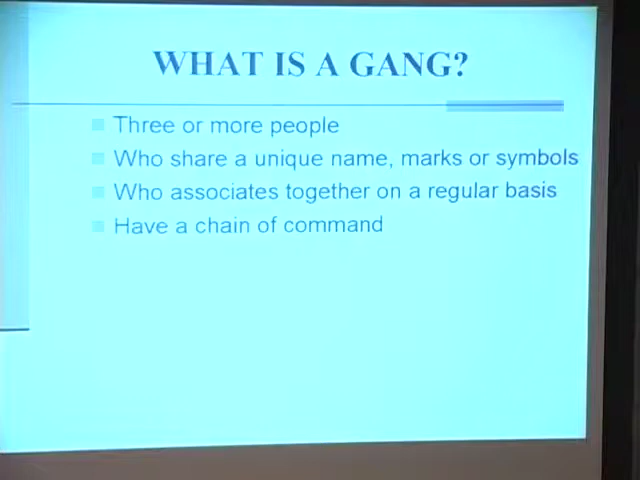 WHAT IS A GANG?
Three or more people
Who share a unique name, marks or symbols
Who associates together on a regular basis
Have a chain of command